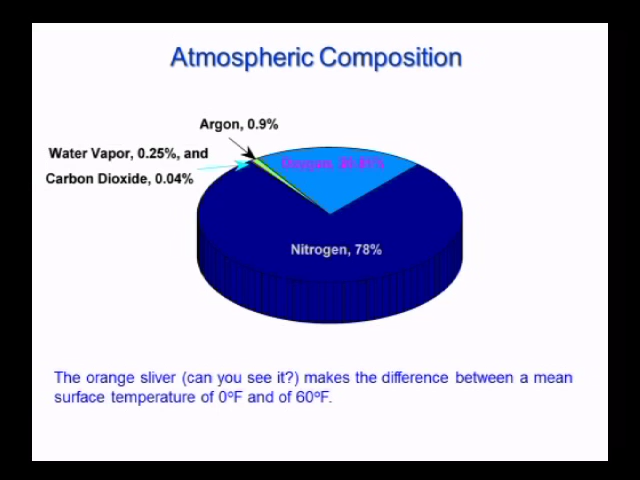 Atmospheric Composition
Argon, 0.9%
Water Vapor, 0.25%, and
Carbon Dioxide, 0.04%
Oxygen,
Nitrogen, 78%
The orange sliver (can you see it?) makes the difference between a mean
surface temperature of 0ºF and of 60ºF.